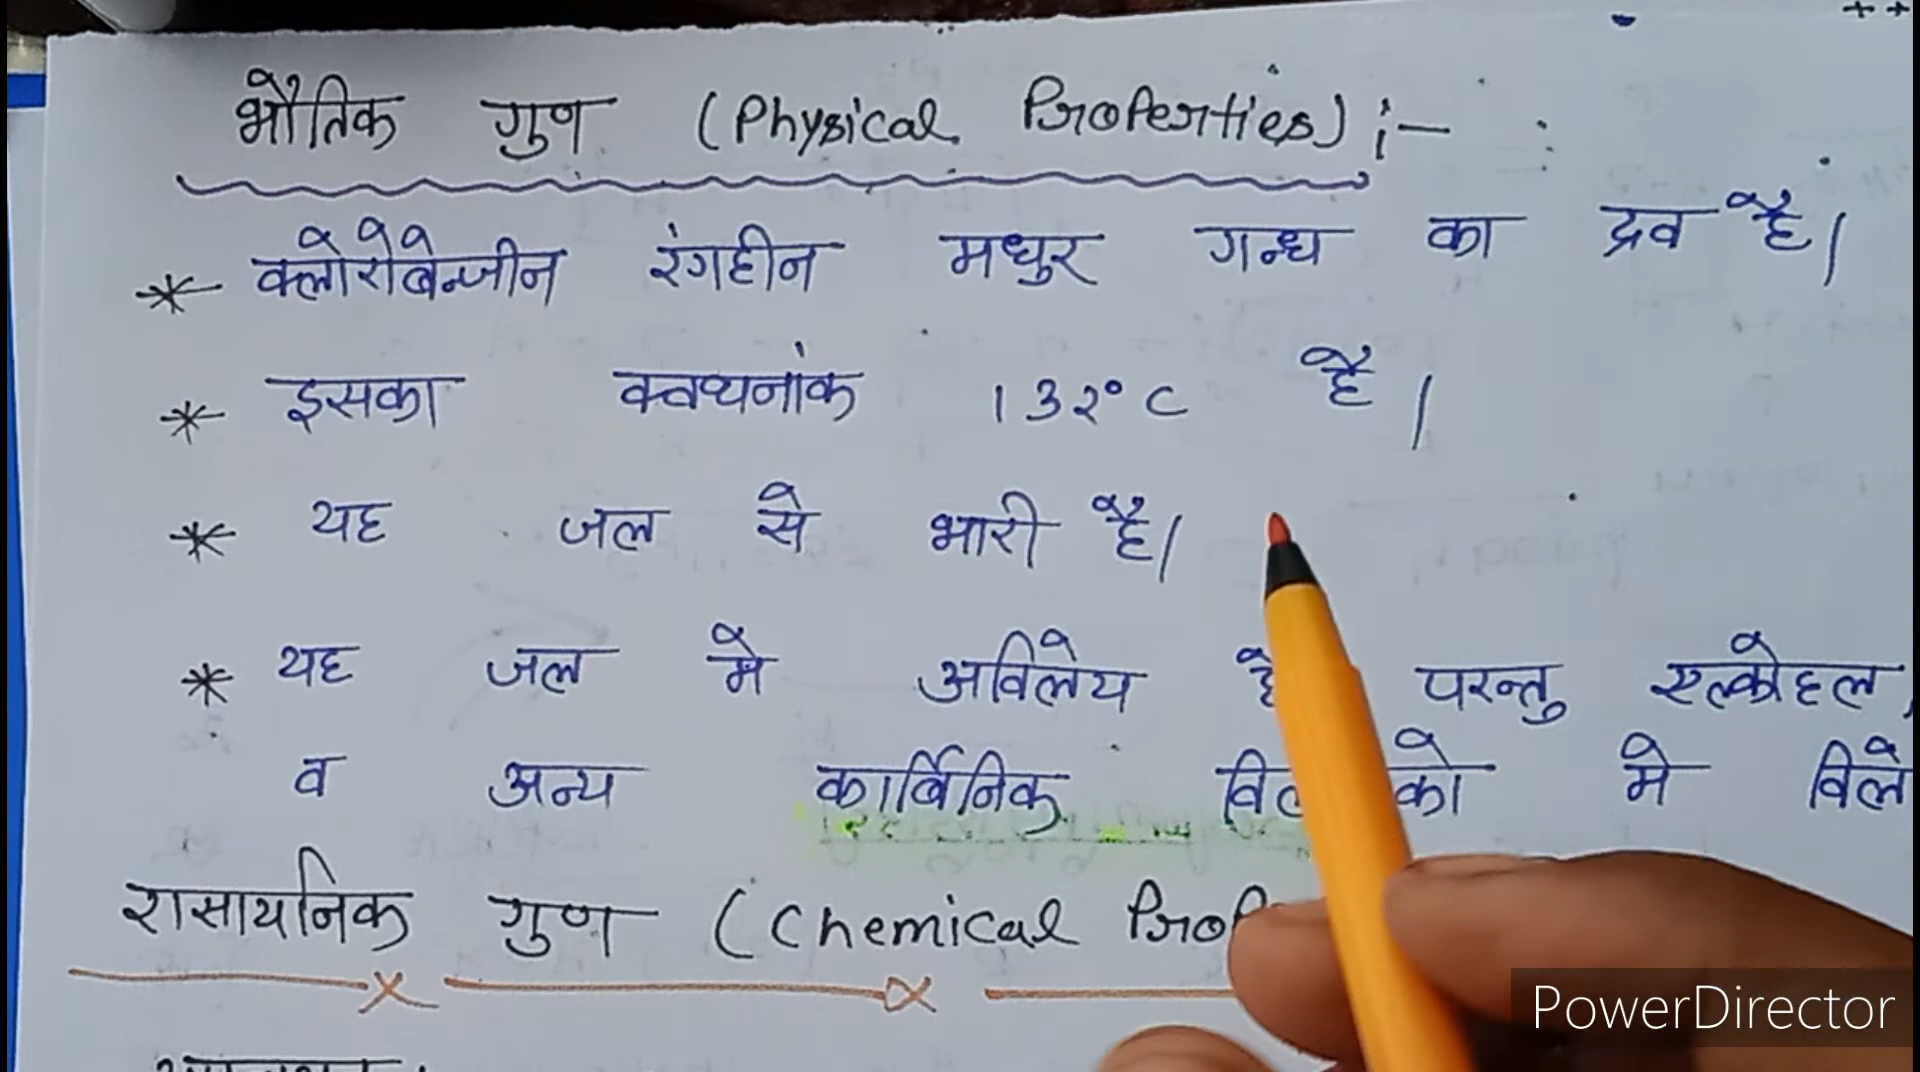 भौतिक गुण (Physical Properties) :-
* क्लोरोबेन्जीन रंगहीन मधुर गन्ध का द्रव है।
* इसका क्वथनांक 132°C है।
* यह जल से भारी है।
* यह जल मे अविलेय है परन्तु एल्कोहल,
व अन्य कार्बिनिक मे
रासायनिक गुण (Chemical
PowerDirector